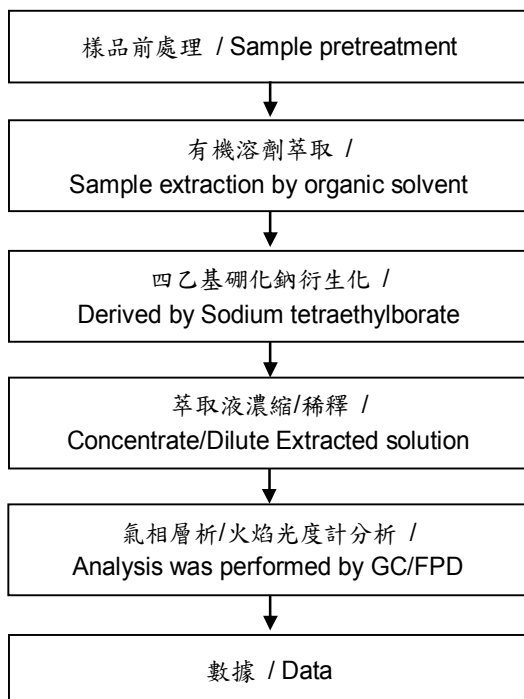 樣品前處理 / Sample pretreatment
有機溶劑萃取 /
Sample extraction by organic solvent
四乙基硼化鈉衍生化 /
Derived by Sodium tetraethylborate
萃取液濃縮/稀釋 /
Concentrate/Dilute Extracted solution
氣相層析/火焰光度計分析 /
Analysis was performed by GC/FPD
數據 / Data